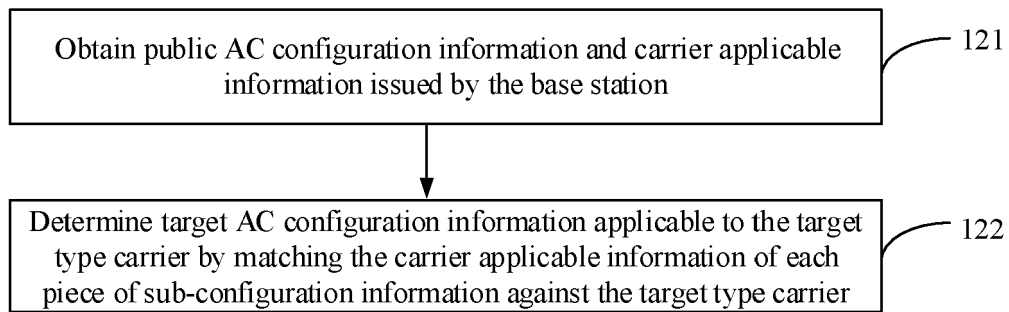 Obtain public AC configuration information and carrier applicable
information issued by the base station
121
Determine target AC configuration information applicable to the target
type carrier by matching the carrier applicable information of each
piece of sub-configuration information against the target type carrier
122